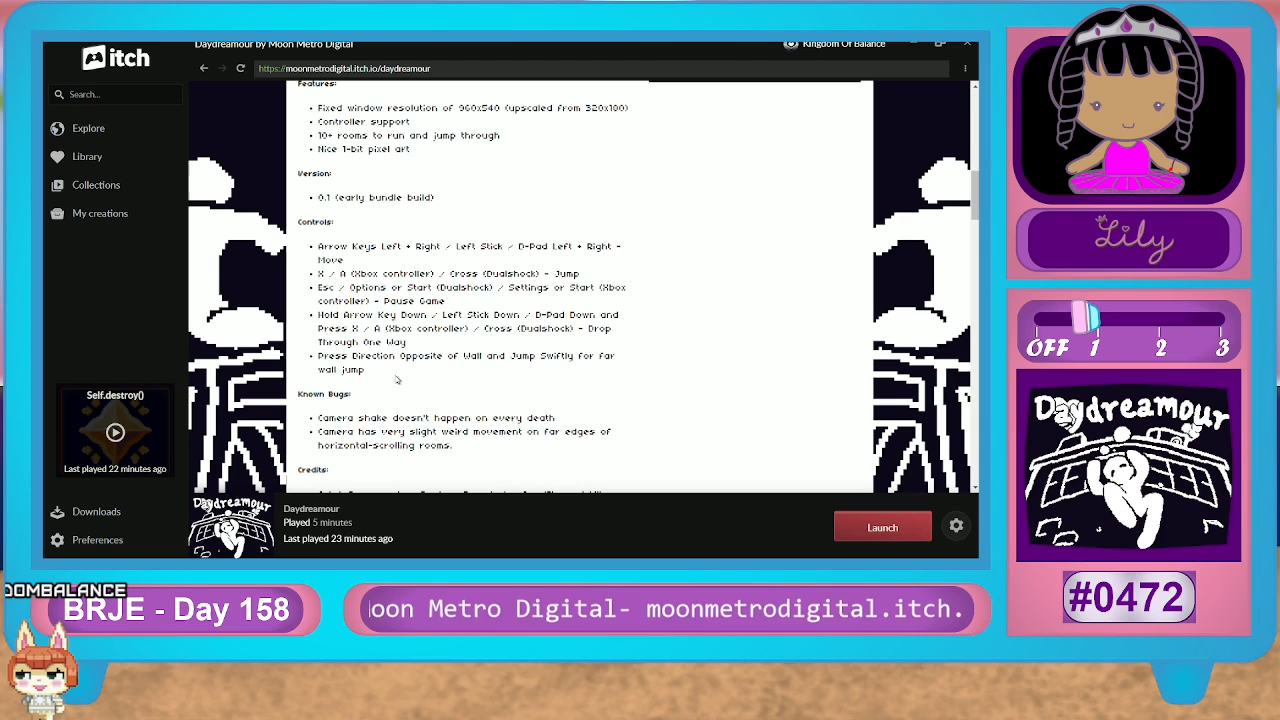 itch
Daydreamour by Moon Metro Digital
Kingdom Of Balance
https://moonmetrodigital.itch.io/daydreamour
Search...
Explore
Library
Collections
My creations
Features:
• Fixed window resolution of 960x540 (upscaled from 320x180)
• Controller support
• 10+ rooms to run and jump through
• Nice 1-bit pixel art
Version:
• 0.1 (early bundle build)
Controls:
• Arrow Keys Left + Right / Left Stick / D-Pad Left + Right -
Move
• X / A (Xbox controller) / Cross (Dualshock) - Jump
• Esc / Options or Start (Dualshock) / Settings or Start (Xbox
controller) - Pause Game
• Hold Arrow Key Down / Left Stick Down / D-Pad Down and
Press X / A (Xbox controller) / Cross (Dualshock) - Drop
Through One Way
• Press Direction Opposite of Wall and Jump Swiftly for far
wall jump
Known Bugs:
• Camera shake doesn't happen on every death
• Camera has very slight weird movement on far edges of
horizontal-scrolling rooms.
Credits:
Self.destroy()
Last played 22 minutes ago
Downloads
Preferences
Daydreamour
Daydreamour
Played 5 minutes
Last played 23 minutes ago
Launch
Lily
OFF 1 2 3
Daydreamour
#0472
OOMBALANCE
BRJE - Day 158
Moon Metro Digital- moonmetrodigital.itch.